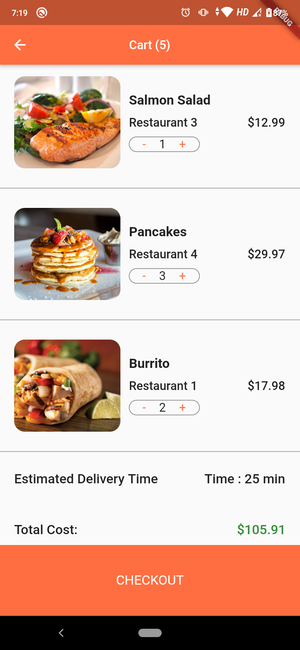 7:19
HD
Cart (5)
Salmon Salad
Restaurant 3 $12.99
- 1 +
Pancakes
Restaurant 4 $29.97
- 3 +
Burrito
Restaurant 1 $17.98
- 2 +
Estimated Delivery Time Time : 25 min
Total Cost: $105.91
CHECKOUT